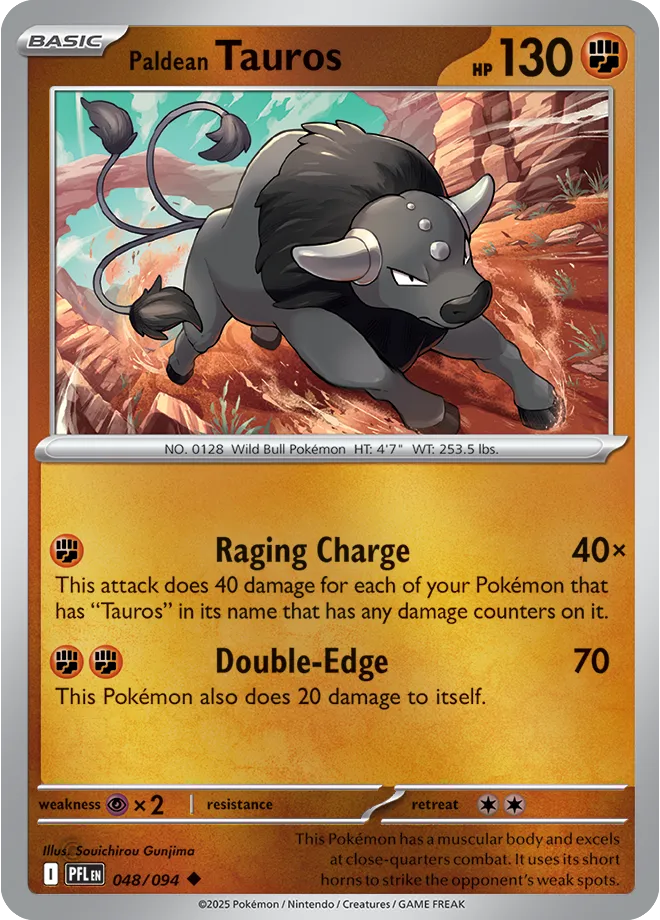 BASIC
Paldean Tauros HP 130
NO. 0128 Wild Bull Pokémon HT: 4'7" WT: 253.5 lbs.
Raging Charge 40×
This attack does 40 damage for each of your Pokémon that
has “Tauros” in its name that has any damage counters on it.
Double-Edge 70
This Pokémon also does 20 damage to itself.
weakness ×2 resistance retreat
Illus. Souichirou Gunjima
This Pokémon has a muscular body and excels
at close-quarters combat. It uses its short
horns to strike the opponent's weak spots.
I PFL EN 048/094
©2025 Pokémon / Nintendo / Creatures / GAME FREAK